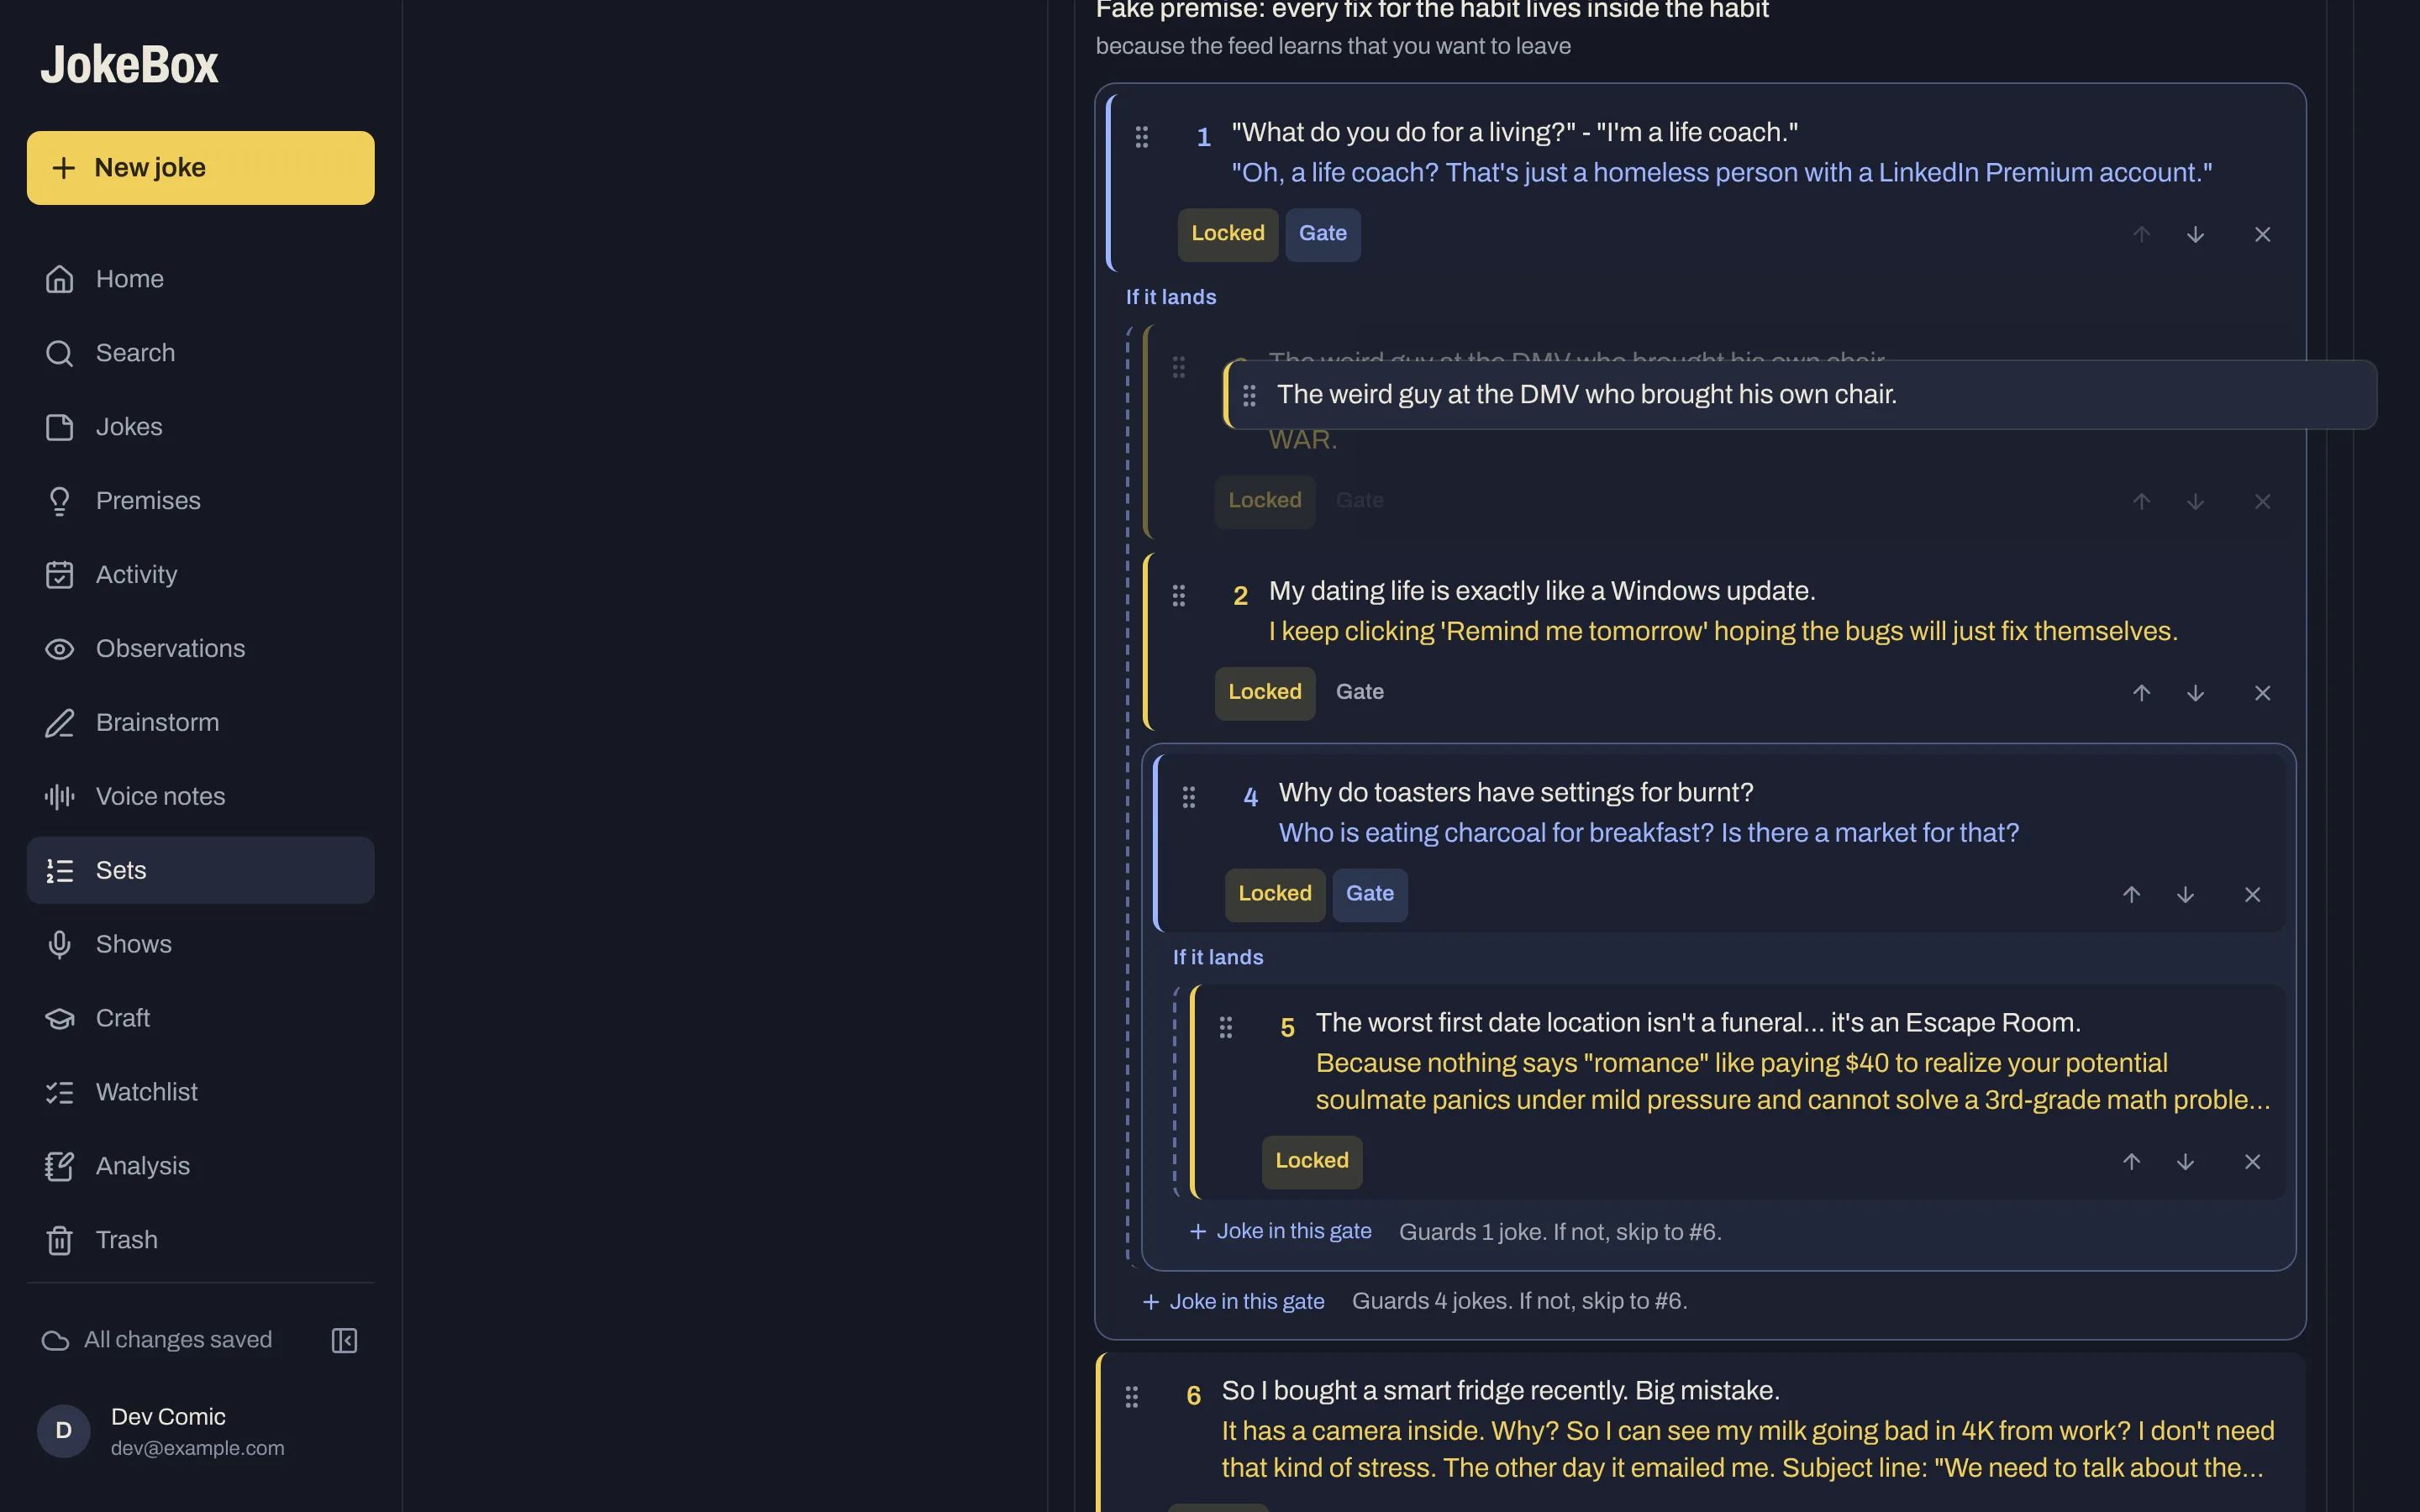 JokeBox
New joke
Home
Search
Jokes
Premises
Activity
Observations
Brainstorm
Voice notes
Sets
Shows
Craft
Watchlist
Analysis
Trash
All changes saved
D
Dev Comic
dev@example.com
Fake premise: every fix for the habit lives inside the habit
because the feed learns that you want to leave
1 "What do you do for a living?" - "I'm a life coach."
"Oh, a life coach? That's just a homeless person with a LinkedIn Premium account."
Locked Gate
If it lands
The weird guy at the DMV who brought his own chair.
The weird guy at the DMV who brought his own chair.
WAR.
Locked Gate
2 My dating life is exactly like a Windows update.
I keep clicking 'Remind me tomorrow' hoping the bugs will just fix themselves.
Locked Gate
4 Why do toasters have settings for burnt?
Who is eating charcoal for breakfast? Is there a market for that?
Locked Gate
If it lands
5 The worst first date location isn't a funeral... it's an Escape Room.
Because nothing says "romance" like paying $40 to realize your potential
soulmate panics under mild pressure and cannot solve a 3rd-grade math proble...
Locked
Joke in this gate Guards 1 joke. If not, skip to #6.
Joke in this gate Guards 4 jokes. If not, skip to #6.
6 So I bought a smart fridge recently. Big mistake.
It has a camera inside. Why? So I can see my milk going bad in 4K from work? I don't need
that kind of stress. The other day it emailed me. Subject line: "We need to talk about the...